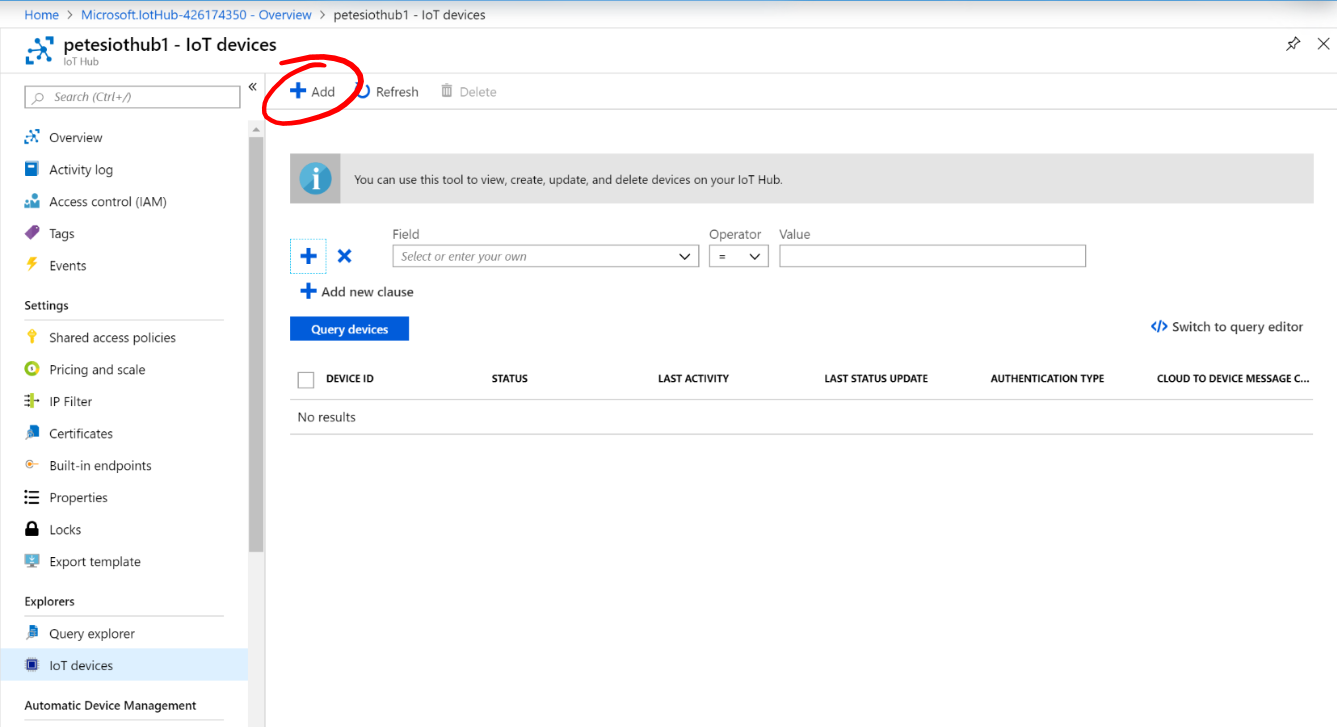 Home > Microsoft.IotHub-426174350 - Overview > petesiothub1 - IoT devices
petesiothub1 - IoT devices
IoT Hub
Search (Ctrl+/)
«
Add Refresh Delete
Overview
Activity log
Access control (IAM)
Tags
Events
Settings
Shared access policies
Pricing and scale
IP Filter
Certificates
Built-in endpoints
Properties
Locks
Export template
Explorers
Query explorer
IoT devices
Automatic Device Management
You can use this tool to view, create, update, and delete devices on your IoT Hub.
Field Operator Value
Select or enter your own =
Add new clause
Query devices
</> Switch to query editor
DEVICE ID STATUS LAST ACTIVITY LAST STATUS UPDATE AUTHENTICATION TYPE CLOUD TO DEVICE MESSAGE C...
No results